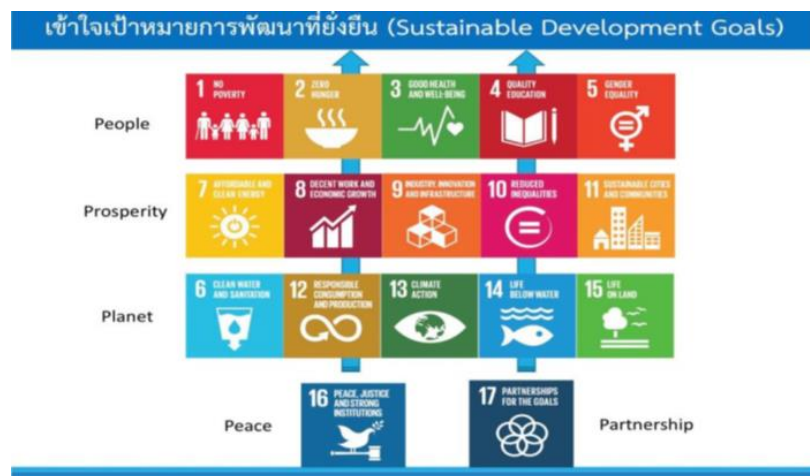 เข้าใจเป้าหมายการพัฒนาที่ยั่งยืน (Sustainable Development Goals)
People
1 NO
POVERTY
2 ZERO
HUNGER
3 GOOD HEALTH
AND WELL-BEING
4 QUALITY
EDUCATION
5 GENDER
EQUALITY
Prosperity
7 AFFORDABLE AND
CLEAN ENERGY
8 DECENT WORK AND
ECONOMIC GROWTH
9 INDUSTRY, INNOVATION
AND INFRASTRUCTURE
10 REDUCED
INEQUALITIES
11 SUSTAINABLE CITIES
AND COMMUNITIES
Planet
6 CLEAN WATER
AND SANITATION
12 RESPONSIBLE
CONSUMPTION
AND PRODUCTION
13 CLIMATE
ACTION
14 LIFE
BELOW WATER
15 LIFE
ON LAND
Peace
16 PEACE, JUSTICE
AND STRONG
INSTITUTIONS
17 PARTNERSHIPS
FOR THE GOALS
Partnership